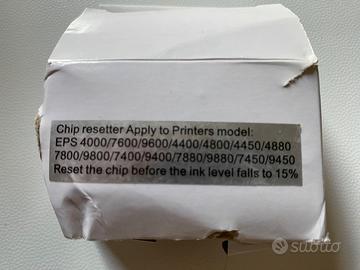 Chip resetter Apply to Printers model:
EPS 4000/7600/9600/4400/4800/4450/4880
7800/9800/7400/9400/7880/9880/7450/9450
Reset the chip before the ink level falls to 15%
subito